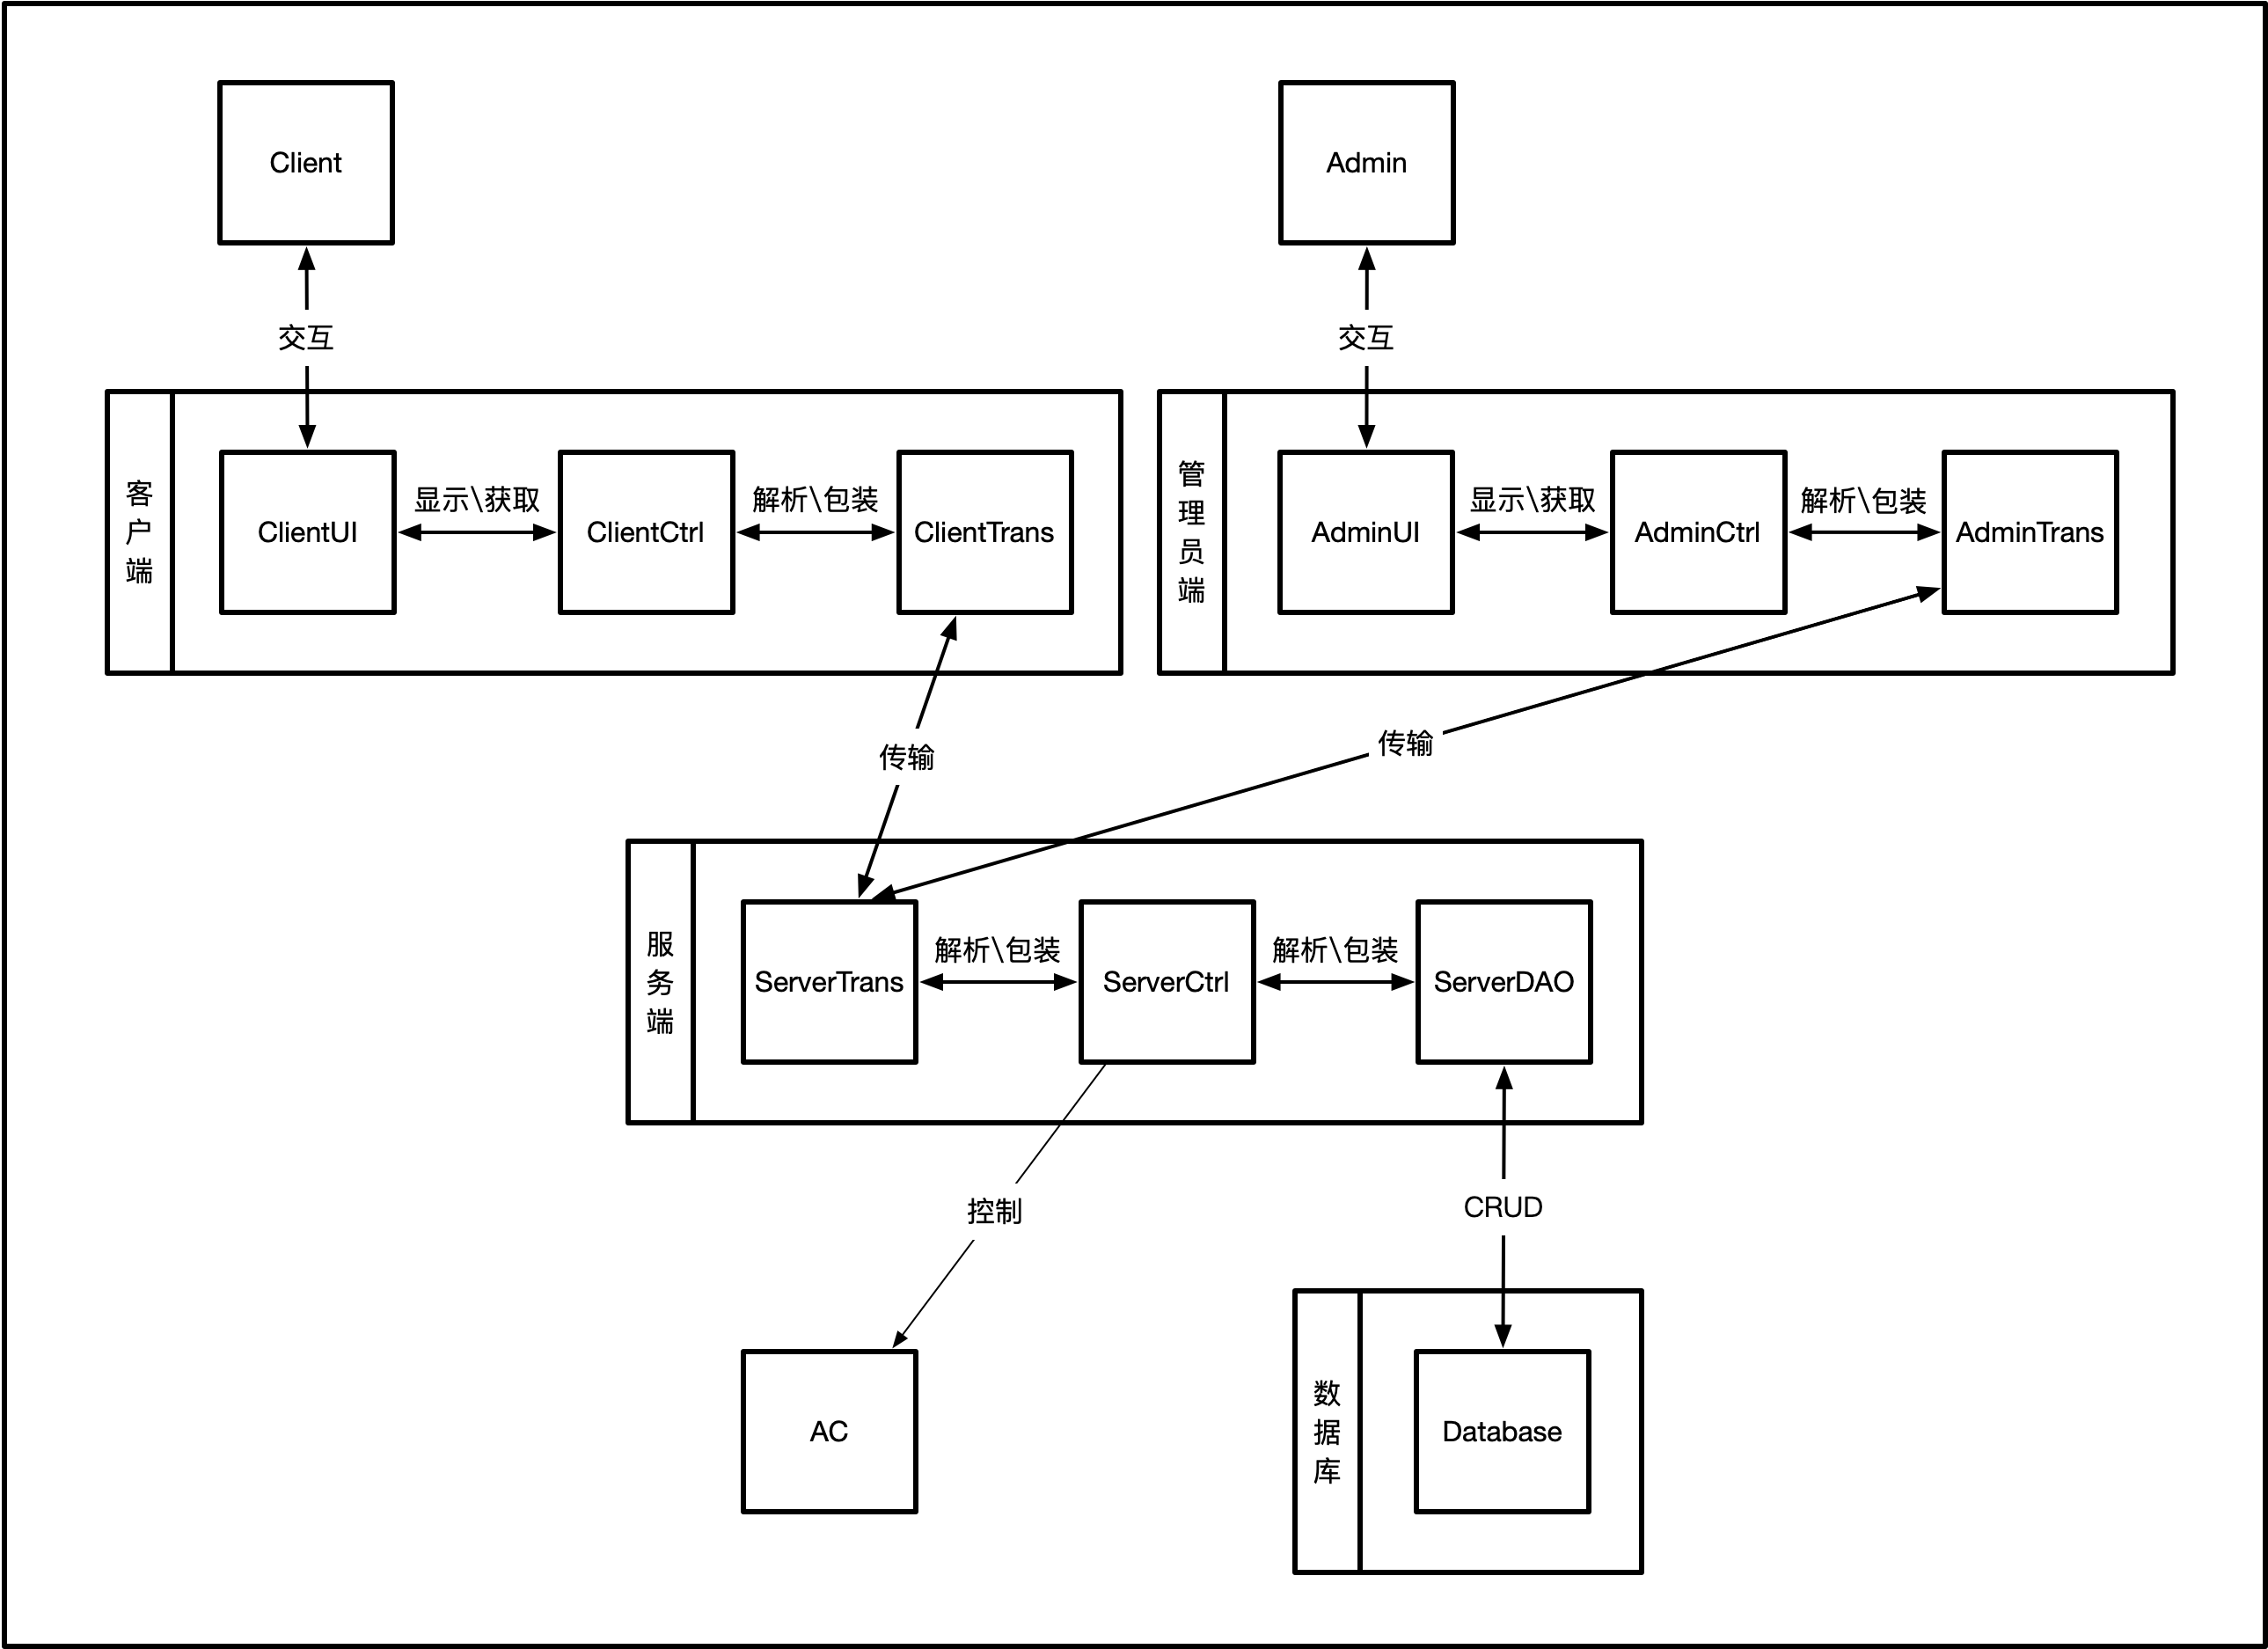 Client
Admin
交互
交互
客户端
ClientUI
显示\获取
ClientCtrl
解析\包装
ClientTrans
管理员端
AdminUI
显示\获取
AdminCtrl
解析\包装
AdminTrans
传输
传输
服务端
ServerTrans
解析\包装
ServerCtrl
解析\包装
ServerDAO
控制
CRUD
AC
数据库
Database